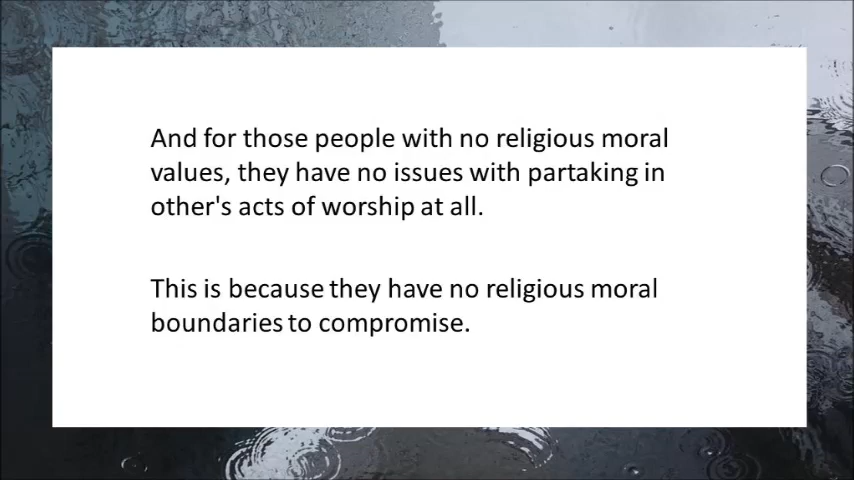 And for those people with no religious moral
values, they have no issues with partaking in
other's acts of worship at all.
This is because they have no religious moral
boundaries to compromise.